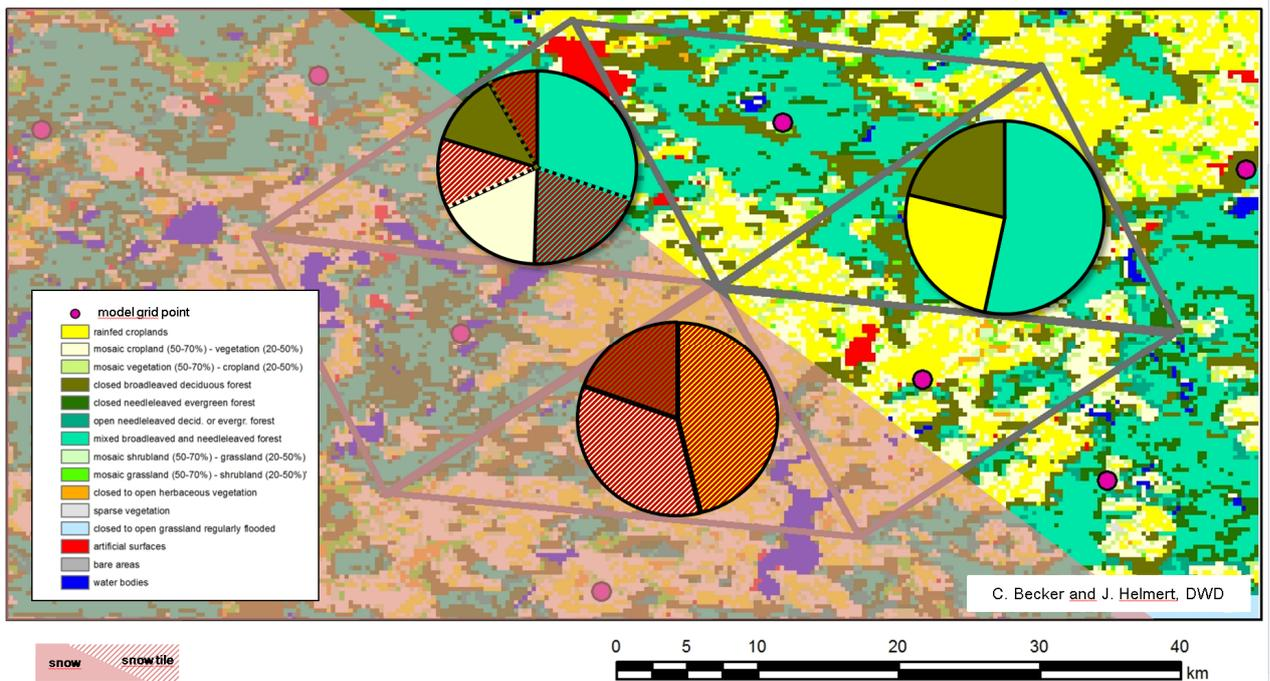 model grid point
rainfed croplands
mosaic cropland (50-70%) - vegetation (20-50%)
mosaic vegetation (50-70%) - cropland (20-50%)
closed broadleaved deciduous forest
closed needleleaved evergreen forest
open needleleaved decid. or evergr. forest
mixed broadleaved and needleleaved forest
mosaic shrubland (50-70%) - grassland (20-50%)
mosaic grassland (50-70%) - shrubland (20-50%)'
closed to open herbaceous vegetation
sparse vegetation
closed to open grassland regularly flooded
artificial surfaces
bare areas
water bodies
C. Becker and J. Helmert, DWD
snow snow tile
0 5 10 20 30 40
km